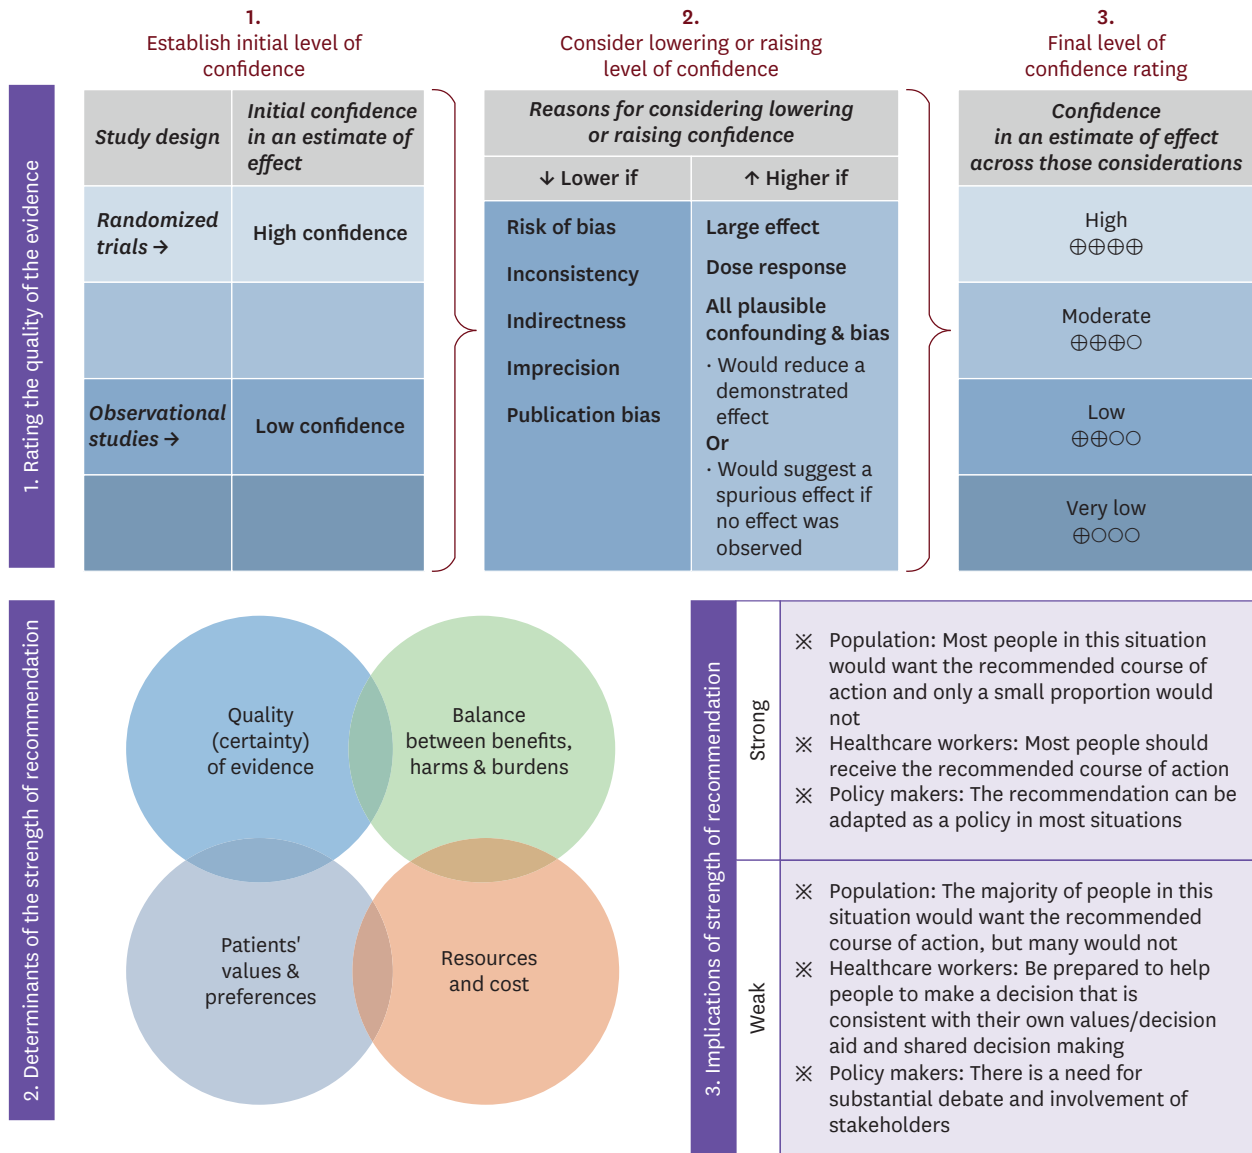 1.
Establish initial level of
confidence
2.
Consider lowering or raising
level of confidence
3.
Final level of
confidence rating
1. Rating the quality of the evidence
Study design
Initial confidence
in an estimate of
effect
Randomized
trials →
High confidence
Observational
studies →
Low confidence
Reasons for considering lowering
or raising confidence
↓ Lower if
↑ Higher if
Risk of bias
Inconsistency
Indirectness
Imprecision
Publication bias
Large effect
Dose response
All plausible
confounding & bias
· Would reduce a
demonstrated
effect
Or
· Would suggest a
spurious effect if
no effect was
observed
Confidence
in an estimate of effect
across those considerations
High
⊕⊕⊕⊕
Moderate
⊕⊕⊕○
Low
⊕⊕○○
Very low
⊕○○○
2. Determinants of the strength of recommendation
Quality
(certainty)
of evidence
Balance
between benefits,
harms & burdens
Patients'
values &
preferences
Resources
and cost
3. Implications of strength of recommendation
Strong
※ Population: Most people in this situation
would want the recommended course of
action and only a small proportion would
not
※ Healthcare workers: Most people should
receive the recommended course of action
※ Policy makers: The recommendation can be
adapted as a policy in most situations
Weak
※ Population: The majority of people in this
situation would want the recommended
course of action, but many would not
※ Healthcare workers: Be prepared to help
people to make a decision that is
consistent with their own values/decision
aid and shared decision making
※ Policy makers: There is a need for
substantial debate and involvement of
stakeholders